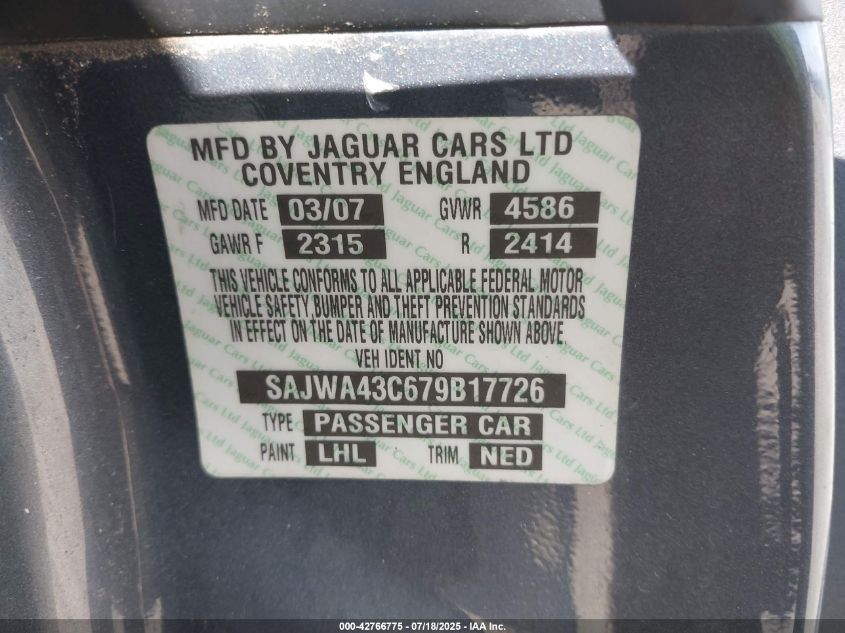 MFD BY JAGUAR CARS LTD
COVENTRY ENGLAND
MFD DATE 03/07 GVWR 4586
GAWR F 2315 R 2414
THIS VEHICLE CONFORMS TO ALL APPLICABLE FEDERAL MOTOR
VEHICLE SAFETY,BUMPER AND THEFT PREVENTION STANDARDS
IN EFFECT ON THE DATE OF MANUFACTURE SHOWN ABOVE.
VEH IDENT NO
SAJWA43C679B17726
TYPE PASSENGER CAR
PAINT LHL TRIM NED
000-42766775 - 07/18/2025 - IAAI.com